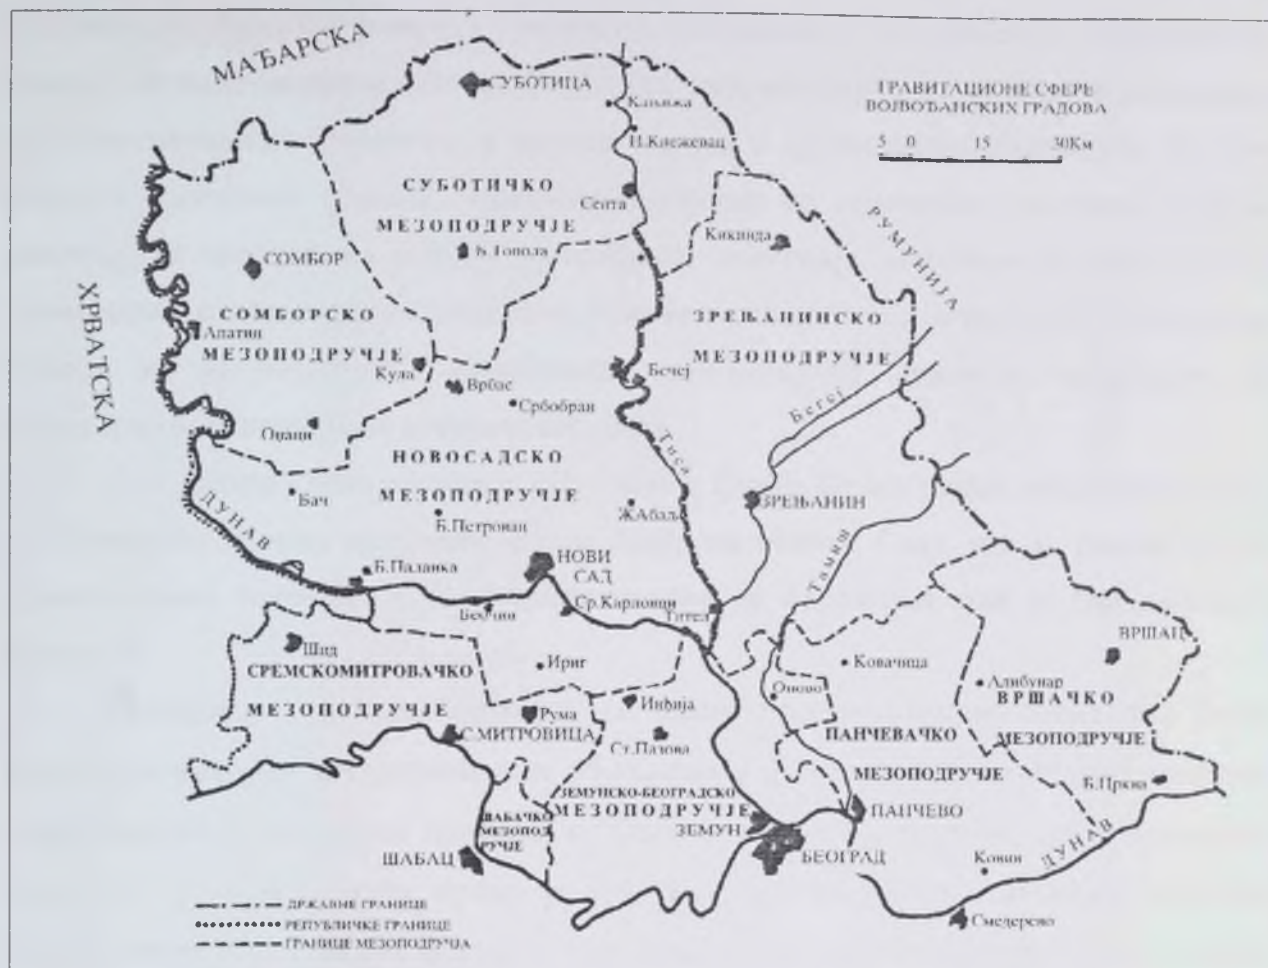 МАЂАРСКА
СУБОТИЦА
ГРАВИТАЦИОНЕ СФЕРЕ
ВОЈВОЂАНСКИХ ГРАДОВА
5 0 15 30Км
Кањижа
Н.Кнежевац
СУБОТИЧКО
МЕЗОПОДРУЧЈЕ
Сента
Б.Топола
Кикинда
РУМУНИЈА
СОМБОР
ХРВАТСКА
СОМБОРСКО
МЕЗОПОДРУЧЈЕ
Апатин
ЗРЕЊАНИНСКО
МЕЗОПОДРУЧЈЕ
Кула
Врбас
Бечеј
Србобран
Бегеј
Оџаци
Тиса
НОВОСАДСКО
МЕЗОПОДРУЧЈЕ
ДУНАВ
Бач
Б.Петровац
Ж.Абаљ
ЗРЕЊАНИН
Тамиш
Б.Паланка
НОВИ
САД
Беочин
Ср.Карловци
Тител
Шид
СРЕМСКОМИТРОВАЧКО
МЕЗОПОДРУЧЈЕ
Ириг
Ковачица
ВРШАЦ
Алибунар
ВРШАЧКО
МЕЗОПОДРУЧЈЕ
Опово
Рума
Инђија
С.МИТРОВИЦА
Ст.Пазова
ПАНЧЕВАЧКО
МЕЗОПОДРУЧЈЕ
Б.Црква
ЗЕМУНСКО-БЕОГРАДСКО
МЕЗОПОДРУЧЈЕ
ЗЕМУН
ПАНЧЕВО
ШАБАЧКО
МЕЗОПОД
РУЧЈЕ
ШАБАЦ
БЕОГРАД
Ковин
ДУНАВ
Смедерево
ДРЖАВНЕ ГРАНИЦЕ
РЕПУБЛИЧКЕ ГРАНИЦЕ
ГРАНИЦЕ МЕЗОПОДРУЧЈА